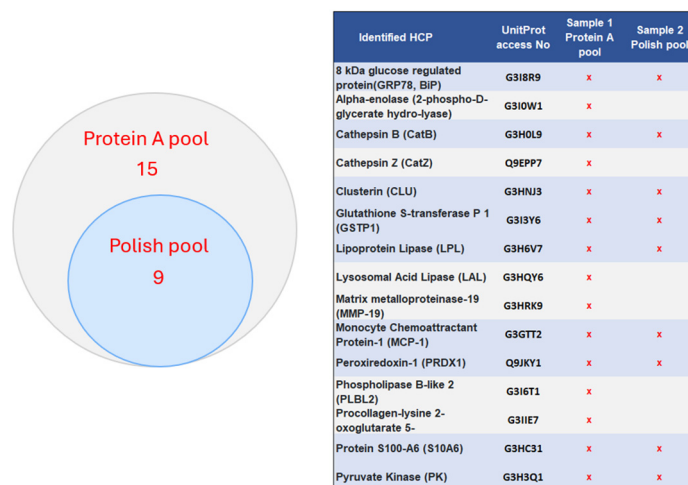 Protein A pool
15
Polish pool
9
Identified HCP UnitProt access No Sample 1 Protein A pool Sample 2 Polish pool
8 kDa glucose regulated protein(GRP78, BiP) G3I8R9 x x
Alpha-enolase (2-phospho-D-glycerate hydro-lyase) G3I0W1 x
Cathepsin B (CatB) G3H0L9 x x
Cathepsin Z (CatZ) Q9EPP7 x
Clusterin (CLU) G3HNJ3 x x
Glutathione S-transferase P 1 (GSTP1) G3I3Y6 x x
Lipoprotein Lipase (LPL) G3H6V7 x x
Lysosomal Acid Lipase (LAL) G3HQY6 x
Matrix metalloproteinase-19 (MMP-19) G3HRK9 x
Monocyte Chemoattractant Protein-1 (MCP-1) G3GTT2 x x
Peroxiredoxin-1 (PRDX1) Q9JKY1 x x
Phospholipase B-like 2 (PLBL2) G3I6T1 x
Procollagen-lysine 2-oxoglutarate 5- G3IIE7 x
Protein S100-A6 (S10A6) G3HC31 x x
Pyruvate Kinase (PK) G3H3Q1 x x